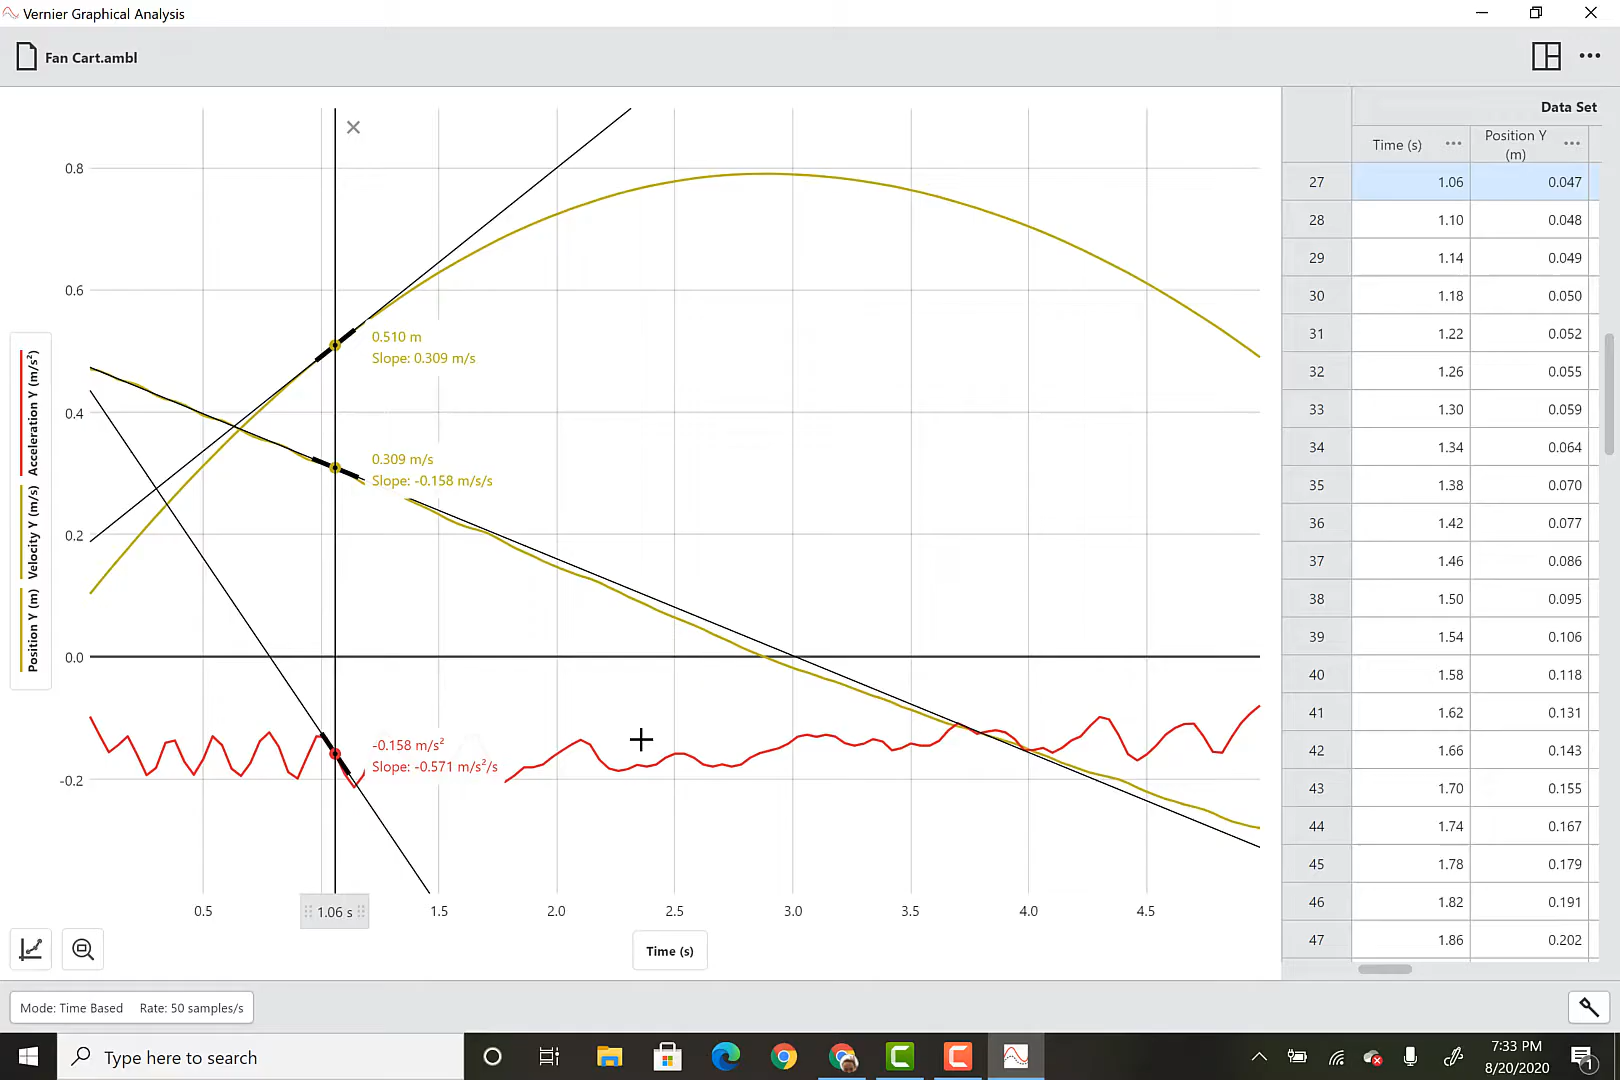 Vernier Graphical Analysis
Fan Cart.ambl
Data Set
Time (s)
Position Y
(m)
27 1.06 0.047
28 1.10 0.048
29 1.14 0.049
30 1.18 0.050
31 1.22 0.052
32 1.26 0.055
33 1.30 0.059
34 1.34 0.064
35 1.38 0.070
36 1.42 0.077
37 1.46 0.086
38 1.50 0.095
39 1.54 0.106
40 1.58 0.118
41 1.62 0.131
42 1.66 0.143
43 1.70 0.155
44 1.74 0.167
45 1.78 0.179
46 1.82 0.191
47 1.86 0.202
Acceleration Y (m/s²)
Velocity Y (m/s)
Position Y (m)
0.8
0.6
0.4
0.2
0.0
-0.2
0.510 m
Slope: 0.309 m/s
0.309 m/s
Slope: -0.158 m/s/s
-0.158 m/s²
Slope: -0.571 m/s²/s
0.5 1.06 s 1.5 2.0 2.5 3.0 3.5 4.0 4.5
Time (s)
Mode: Time Based Rate: 50 samples/s
Type here to search
7:33 PM
8/20/2020
1